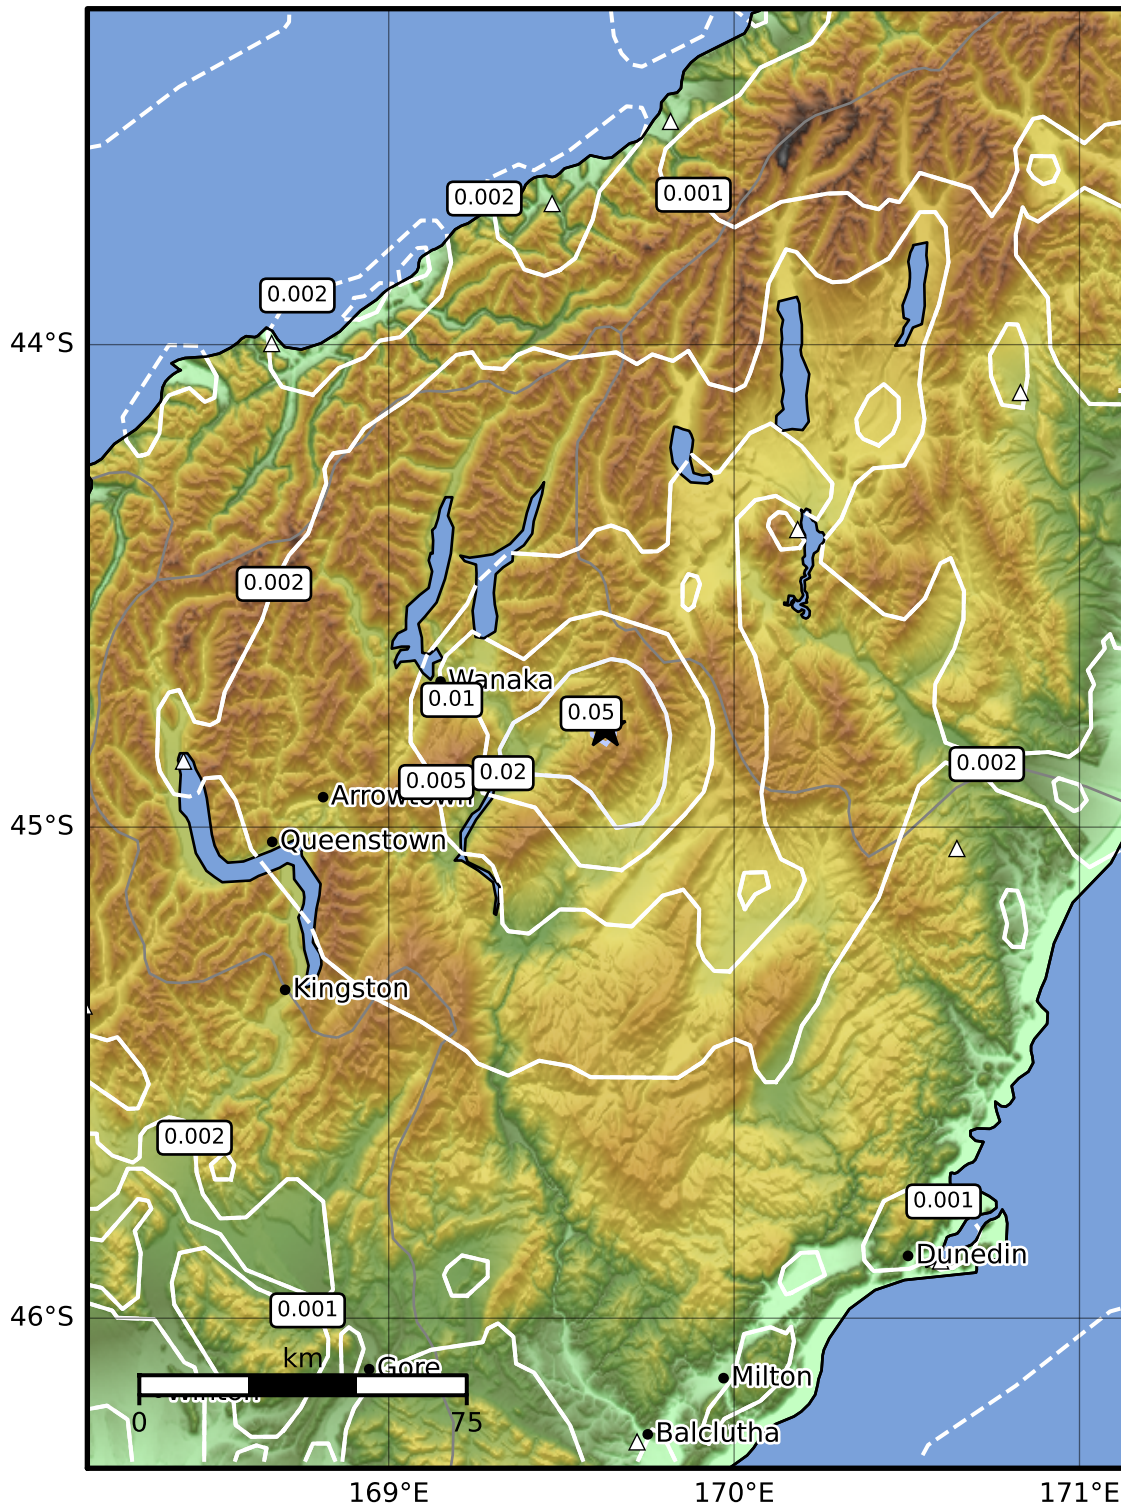 0.002
0.001
0.002
44°S
0.002
Wanaka
0.01
0.05
0.002
0.02
0.005
Arrowtown
45°S
Queenstown
Kingston
0.002
0.001
Dunedin
46°S
0.001
km
Gore
Milton
Winton
0
75
Balclutha
169°E
170°E
171°E